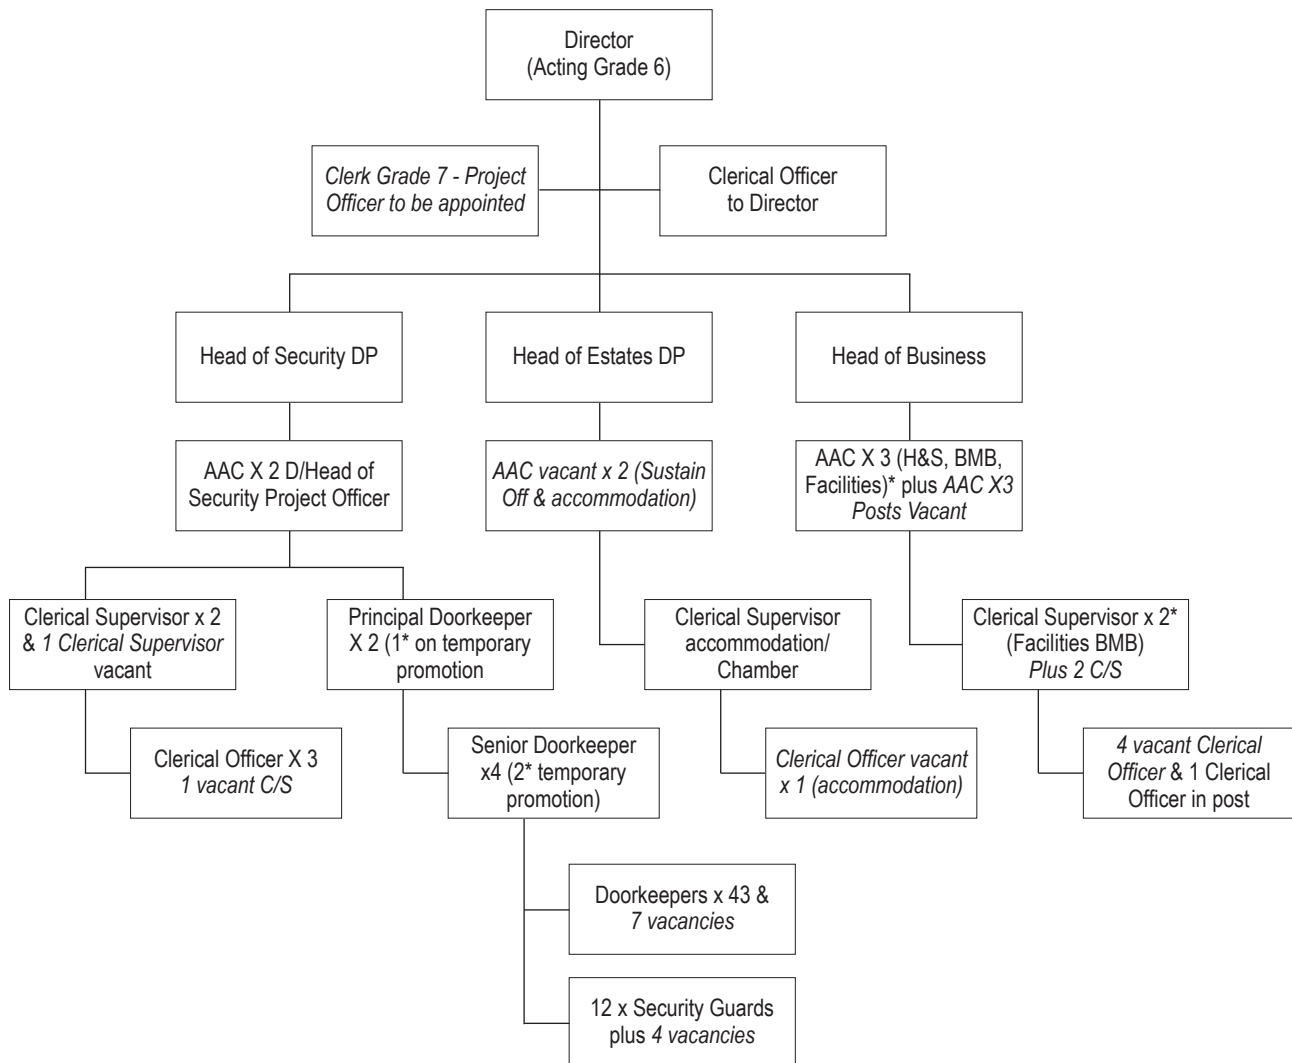 Director
(Acting Grade 6)
Clerk Grade 7 - Project
Officer to be appointed
Clerical Officer
to Director
Head of Security DP
Head of Estates DP
Head of Business
AAC X 2 D/Head of
Security Project Officer
AAC vacant x 2 (Sustain
Off & accommodation)
AAC X 3 (H&S, BMB,
Facilities)* plus AAC X3
Posts Vacant
Clerical Supervisor x 2
& 1 Clerical Supervisor
vacant
Principal Doorkeeper
X 2 (1* on temporary
promotion
Clerical Supervisor
accommodation/
Chamber
Clerical Supervisor x 2*
(Facilities BMB)
Plus 2 C/S
Clerical Officer X 3
1 vacant C/S
Senior Doorkeeper
x4 (2* temporary
promotion)
Clerical Officer vacant
x 1 (accommodation)
4 vacant Clerical
Officer & 1 Clerical
Officer in post
Doorkeepers x 43 &
7 vacancies
12 x Security Guards
plus 4 vacancies